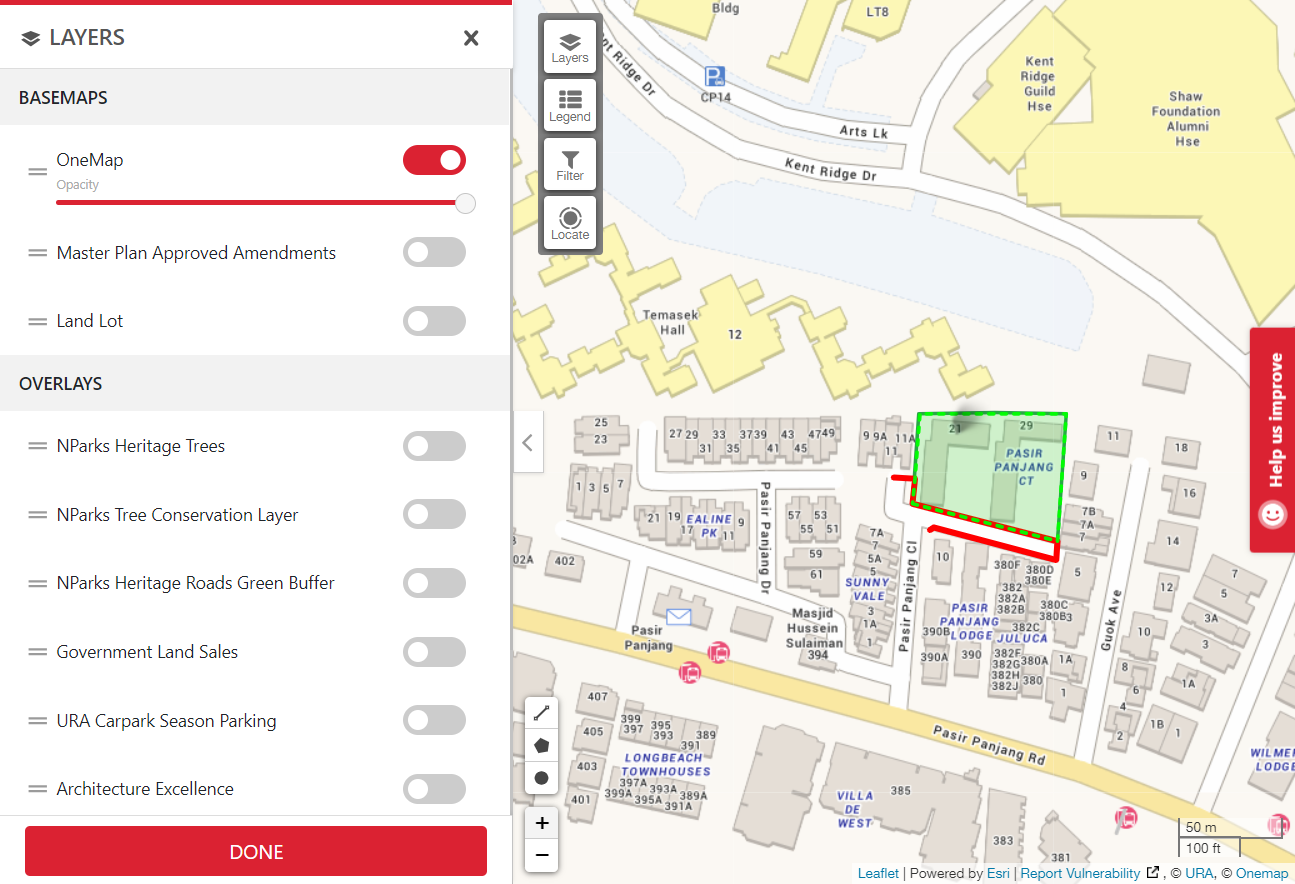 LAYERS
BASEMAPS
OneMap
Opacity
Master Plan Approved Amendments
Land Lot
OVERLAYS
NParks Heritage Trees
NParks Tree Conservation Layer
NParks Heritage Roads Green Buffer
Government Land Sales
URA Carpark Season Parking
Architecture Excellence
DONE
Layers
Legend
Filter
Locate
Bldg
LT8
Kent Ridge Dr
P
CP14
Arts Lk
Kent Ridge Dr
Kent
Ridge
Guild
Hse
Shaw
Foundation
Alumni
Hse
Help us improve
Temasek
Hall
12
25
23
27 29 33 37 39 43 47 49
31 35 41 45
9 9A 11A
11
21
29
PASIR
PANJANG
CT
11
18
9
16
1 3 5 7
21 19 17 11 9
EALINE
PK
Pasir Panjang Dr
57 53
55 51
59
61
7A
7
5A
5
SUNNY
VALE
3
1A
1
Pasir Panjang Cl
7B
7A
7
14
02A
402
10
380F
380D
380E
382
382A
382B
380C
380B3
382C
5
12
7
5
3A
3
PASIR
PANJANG
LODGE
JULUCA
390B
390A
390
382F
382G
382H
382J
380A
380
1A
1
Guok Ave
10
8
6
4
2
1A
1B
1
Masjid
Hussein
Sulaiman
394
Pasir
Panjang
Pasir Panjang Rd
407
405
403
401
399
397
395
393
389
391
LONGBEACH
TOWNHOUSES
397A
399A
393A
395A
389A
391A
VILLA
DE
WEST
385
383
381
WILMER
LODGE
+
−
50 m
100 ft
Leaflet | Powered by Esri | Report Vulnerability , © URA, © Onemap